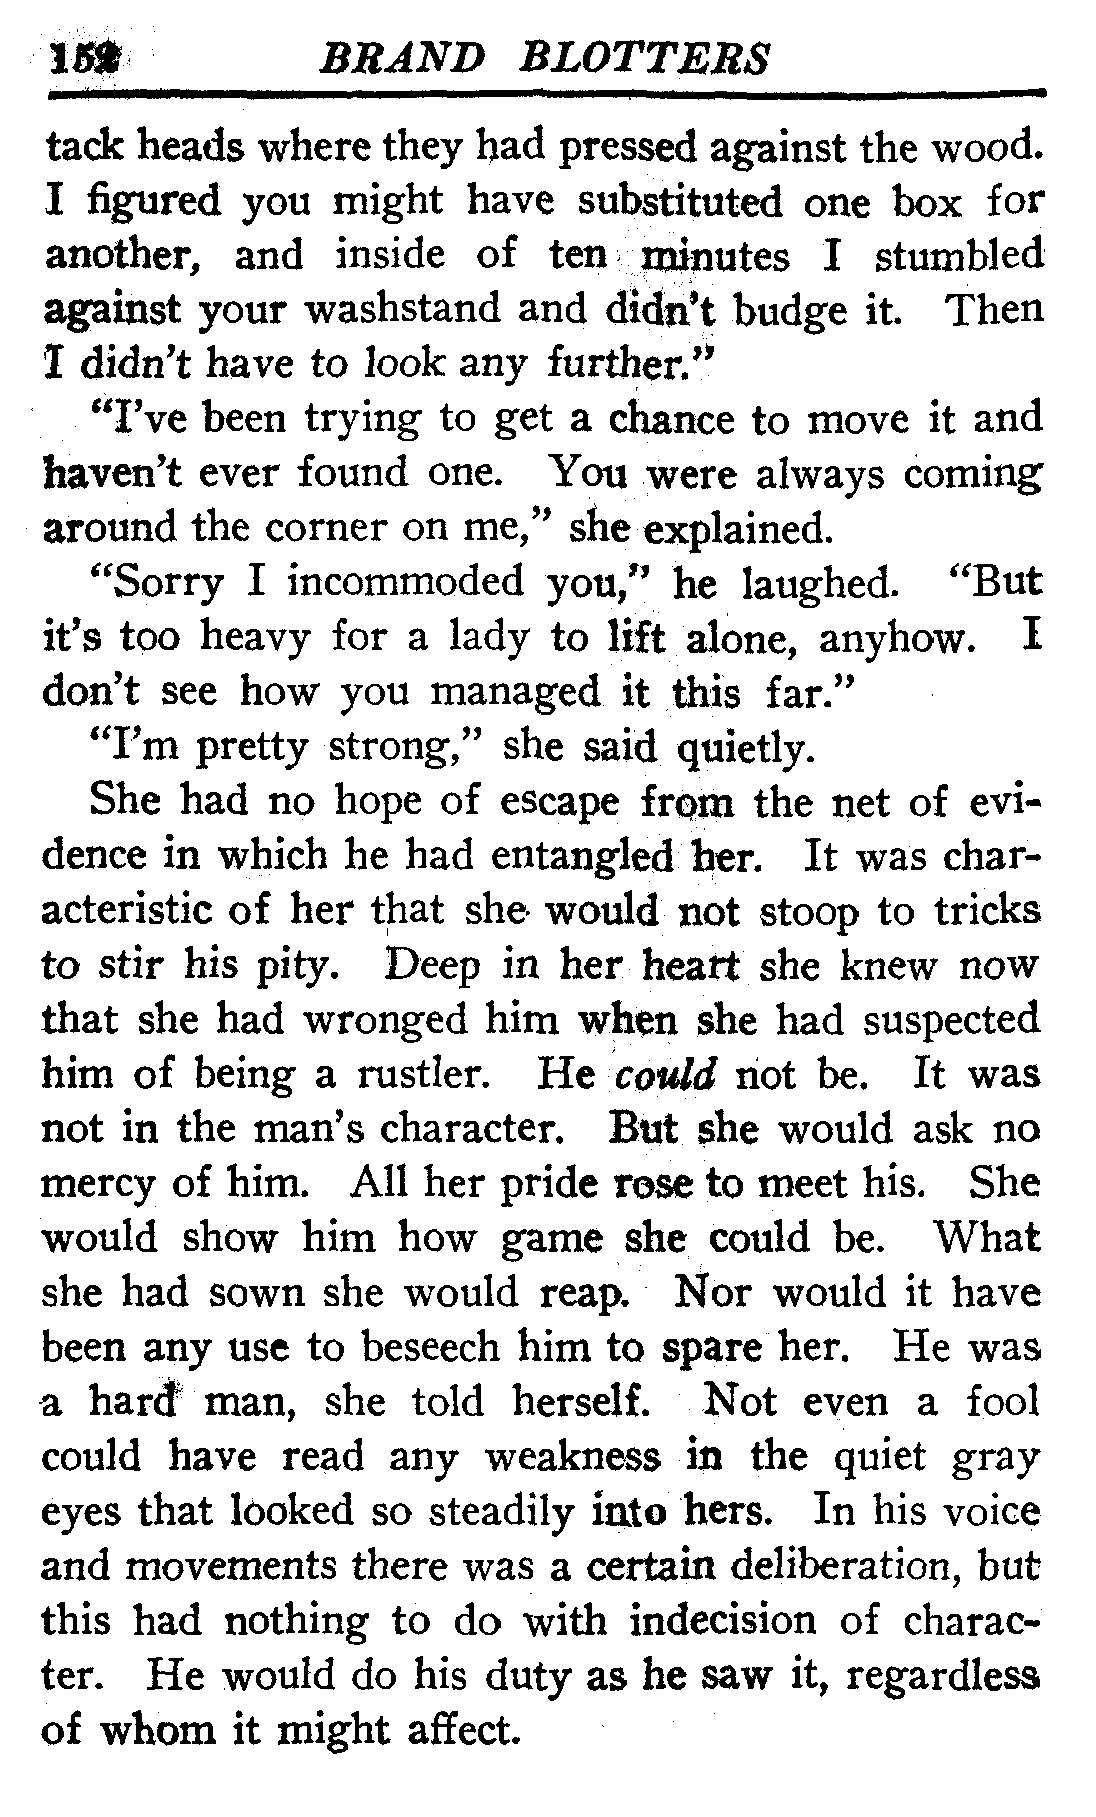 152 BRAND BLOTTERS
tack heads where they had pressed against the wood.
I figured you might have substituted one box for
another, and inside of ten minutes I stumbled
against your washstand and didn't budge it. Then
I didn't have to look any further."
"I've been trying to get a chance to move it and
haven't ever found one. You were always coming
around the corner on me," she explained.
"Sorry I incommoded you," he laughed. "But
it's too heavy for a lady to lift alone, anyhow. I
don't see how you managed it this far."
"I'm pretty strong," she said quietly.
She had no hope of escape from the net of evi-
dence in which he had entangled her. It was char-
acteristic of her that she would not stoop to tricks
to stir his pity. Deep in her heart she knew now
that she had wronged him when she had suspected
him of being a rustler. He could not be. It was
not in the man's character. But she would ask no
mercy of him. All her pride rose to meet his. She
would show him how game she could be. What
she had sown she would reap. Nor would it have
been any use to beseech him to spare her. He was
a hard man, she told herself. Not even a fool
could have read any weakness in the quiet gray
eyes that looked so steadily into hers. In his voice
and movements there was a certain deliberation, but
this had nothing to do with indecision of charac-
ter. He would do his duty as he saw it, regardless
of whom it might affect.